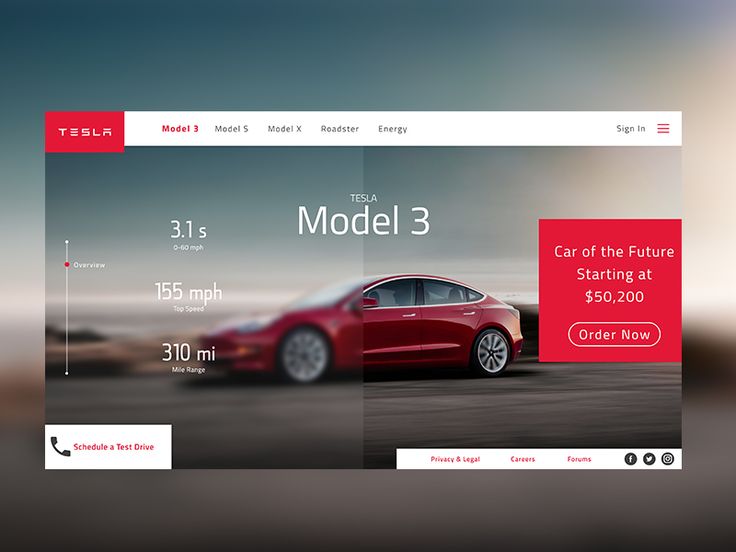 TESLA
Model 3 Model S Model X Roadster Energy
Sign In
TESLA
Model 3
3.1 s
0-60 mph
Overview
155 mph
Top Speed
310 mi
Mile Range
Car of the Future
Starting at
$50,200
Order Now
Schedule a Test Drive
Privacy & Legal Careers Forums